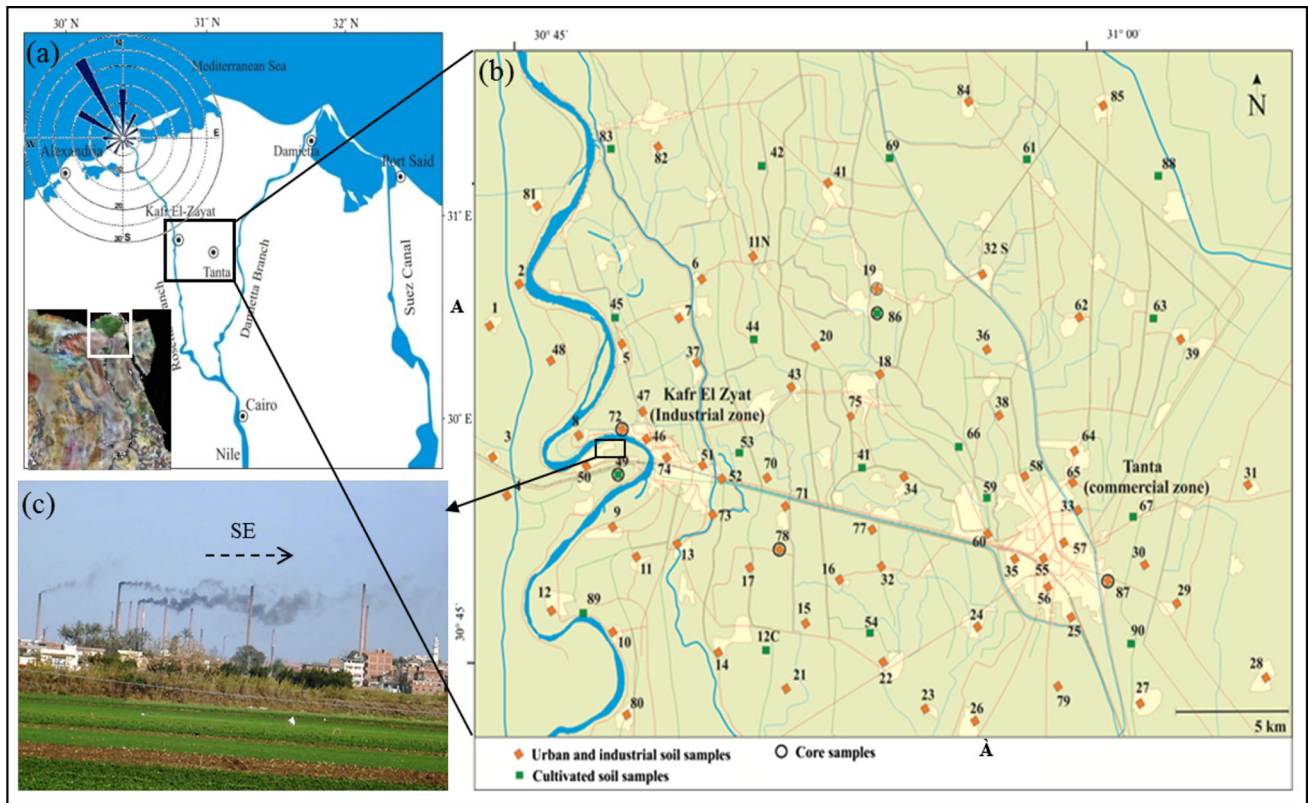 30° N 31° N 32° N
(a)
N
Mediterranean Sea
W
E
Alexandria
Damietta
Port Said
20
30 S
Kafr El-Zayat
Tanta
Damietta Branch
Suez Canal
Cairo
Nile
31° E
30° E
(b)
30° 45′
31° 00′
N
84
85
83
82
42
69
61
88
41
81
11N
32 S
2
6
19
A
1
45
7
86
62
63
44
20
36
39
5
48
37
18
43
47
Kafr El Zyat
(Industrial zone)
75
38
72
8
46
53
66
64
3
49
51
70
41
58
65
Tanta
(commercial zone)
31
50
74
52
34
59
4
71
33
67
9
73
77
60
57
30
78
13
11
17
16
32
35
55
29
87
12
89
56
15
24
25
30° 45′
10
12C
54
90
14
22
28
21
79
27
80
23
26
5 km
Urban and industrial soil samples
Core samples
À
Cultivated soil samples
(c)
SE